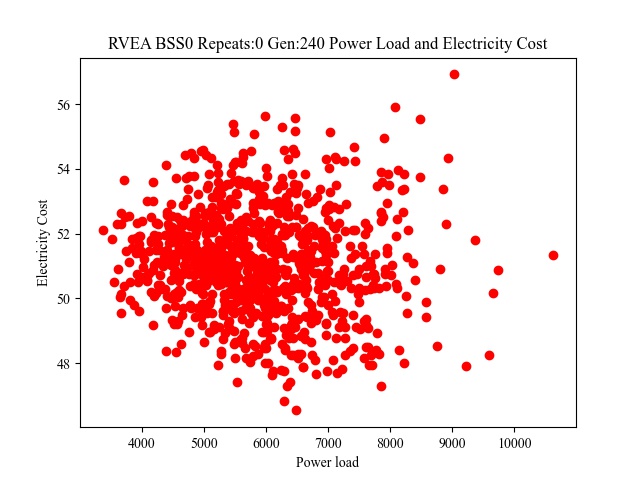 RVEA BSS0 Repeats:0 Gen:240 Power Load and Electricity Cost
56
54
52
50
48
Electricity Cost
4000 5000 6000 7000 8000 9000 10000
Power load